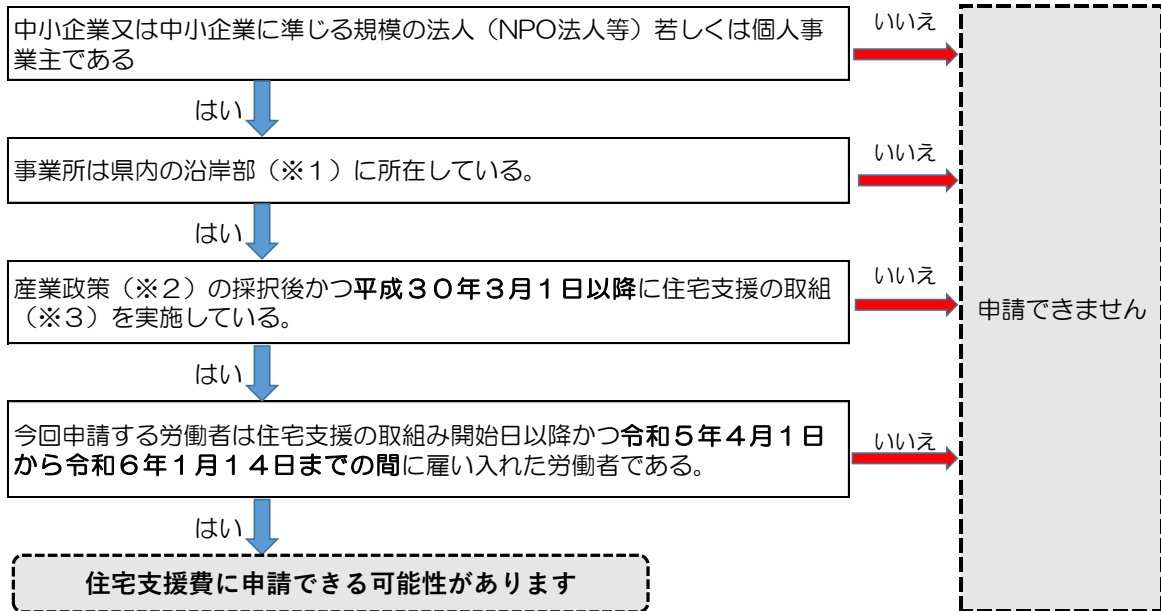 中小企業又は中小企業に準じる規模の法人（NPO法人等）若しくは個人事
業主である
いいえ
はい
事業所は県内の沿岸部（※１）に所在している。
いいえ
はい
産業政策（※２）の採択後かつ平成３０年３月１日以降に住宅支援の取組
（※３）を実施している。
いいえ
申請できません
はい
今回申請する労働者は住宅支援の取組み開始日以降かつ令和５年４月１日
から令和６年１月１４日までの間に雇い入れた労働者である。
いいえ
はい
住宅支援費に申請できる可能性があります